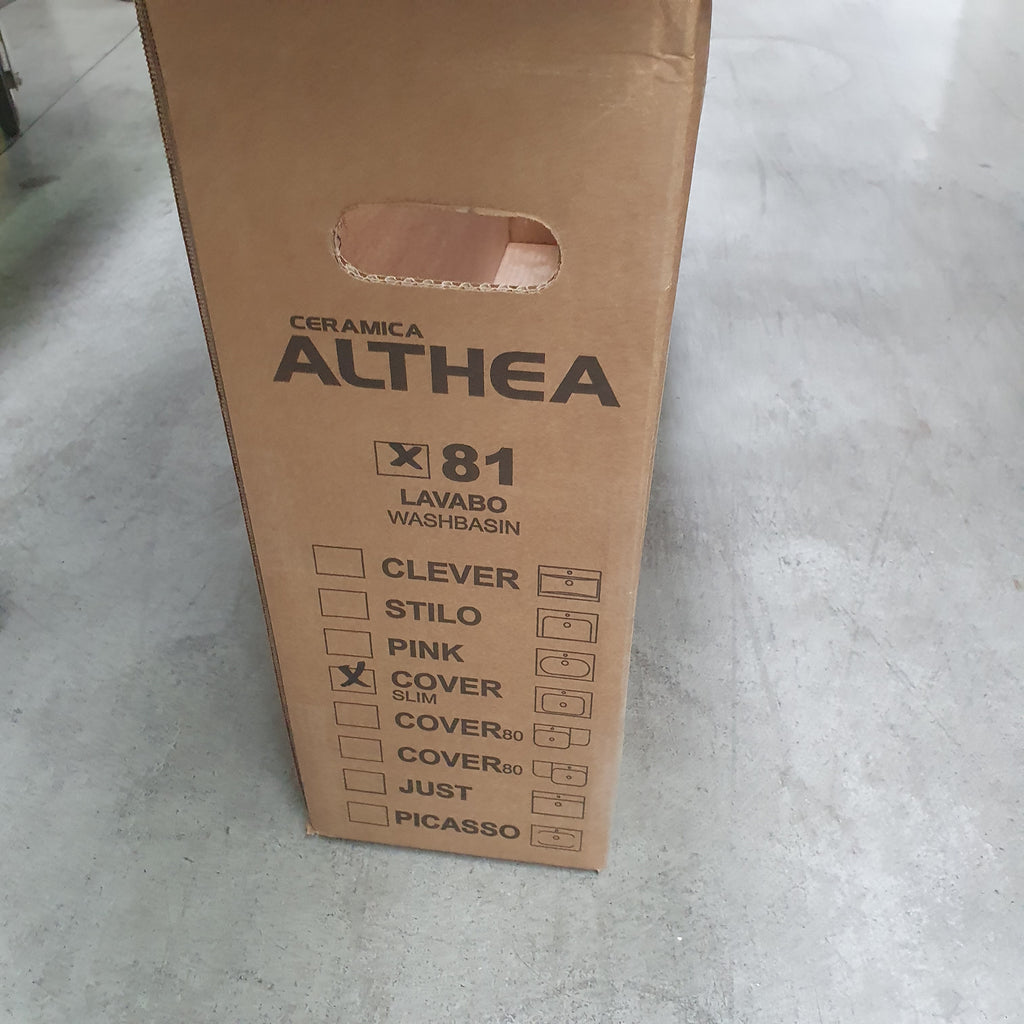 CERAMICA
ALTHEA
X 81
LAVABO
WASHBASIN
CLEVER
STILO
PINK
X COVER
SLIM
COVER80
COVER80
JUST
PICASSO